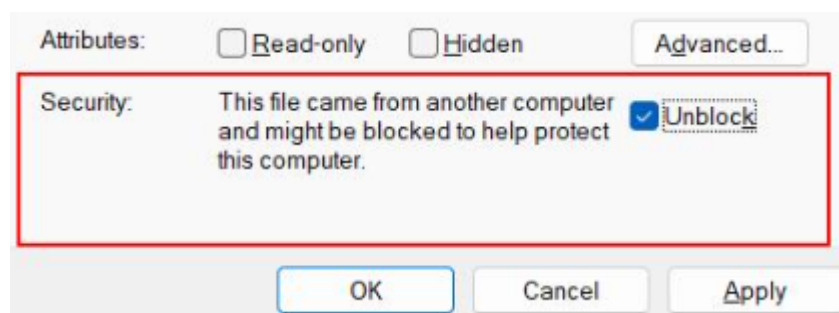 Attributes: Read-only Hidden Advanced...
Security: This file came from another computer Unblock
and might be blocked to help protect
this computer.
OK Cancel Apply